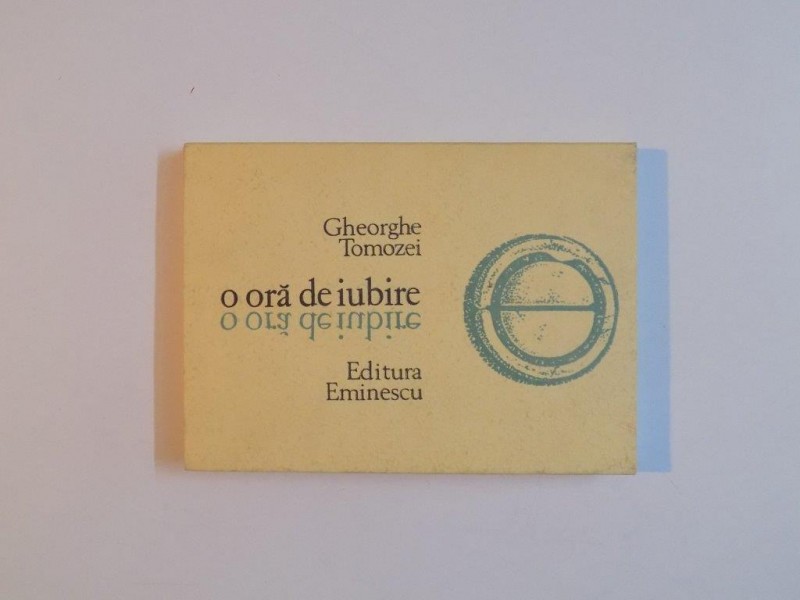 Gheorghe
Tomozei
o oră de iubire
o oră de iubire
Editura
Eminescu